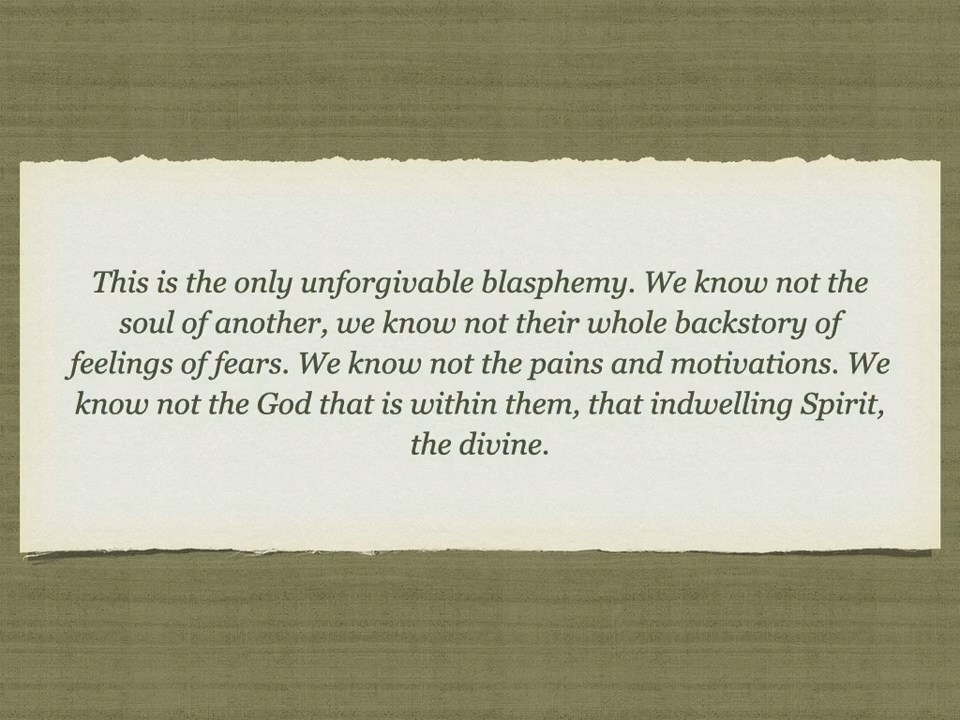 This is the only unforgivable blasphemy. We know not the
soul of another, we know not their whole backstory of
feelings of fears. We know not the pains and motivations. We
know not the God that is within them, that indwelling Spirit,
the divine.